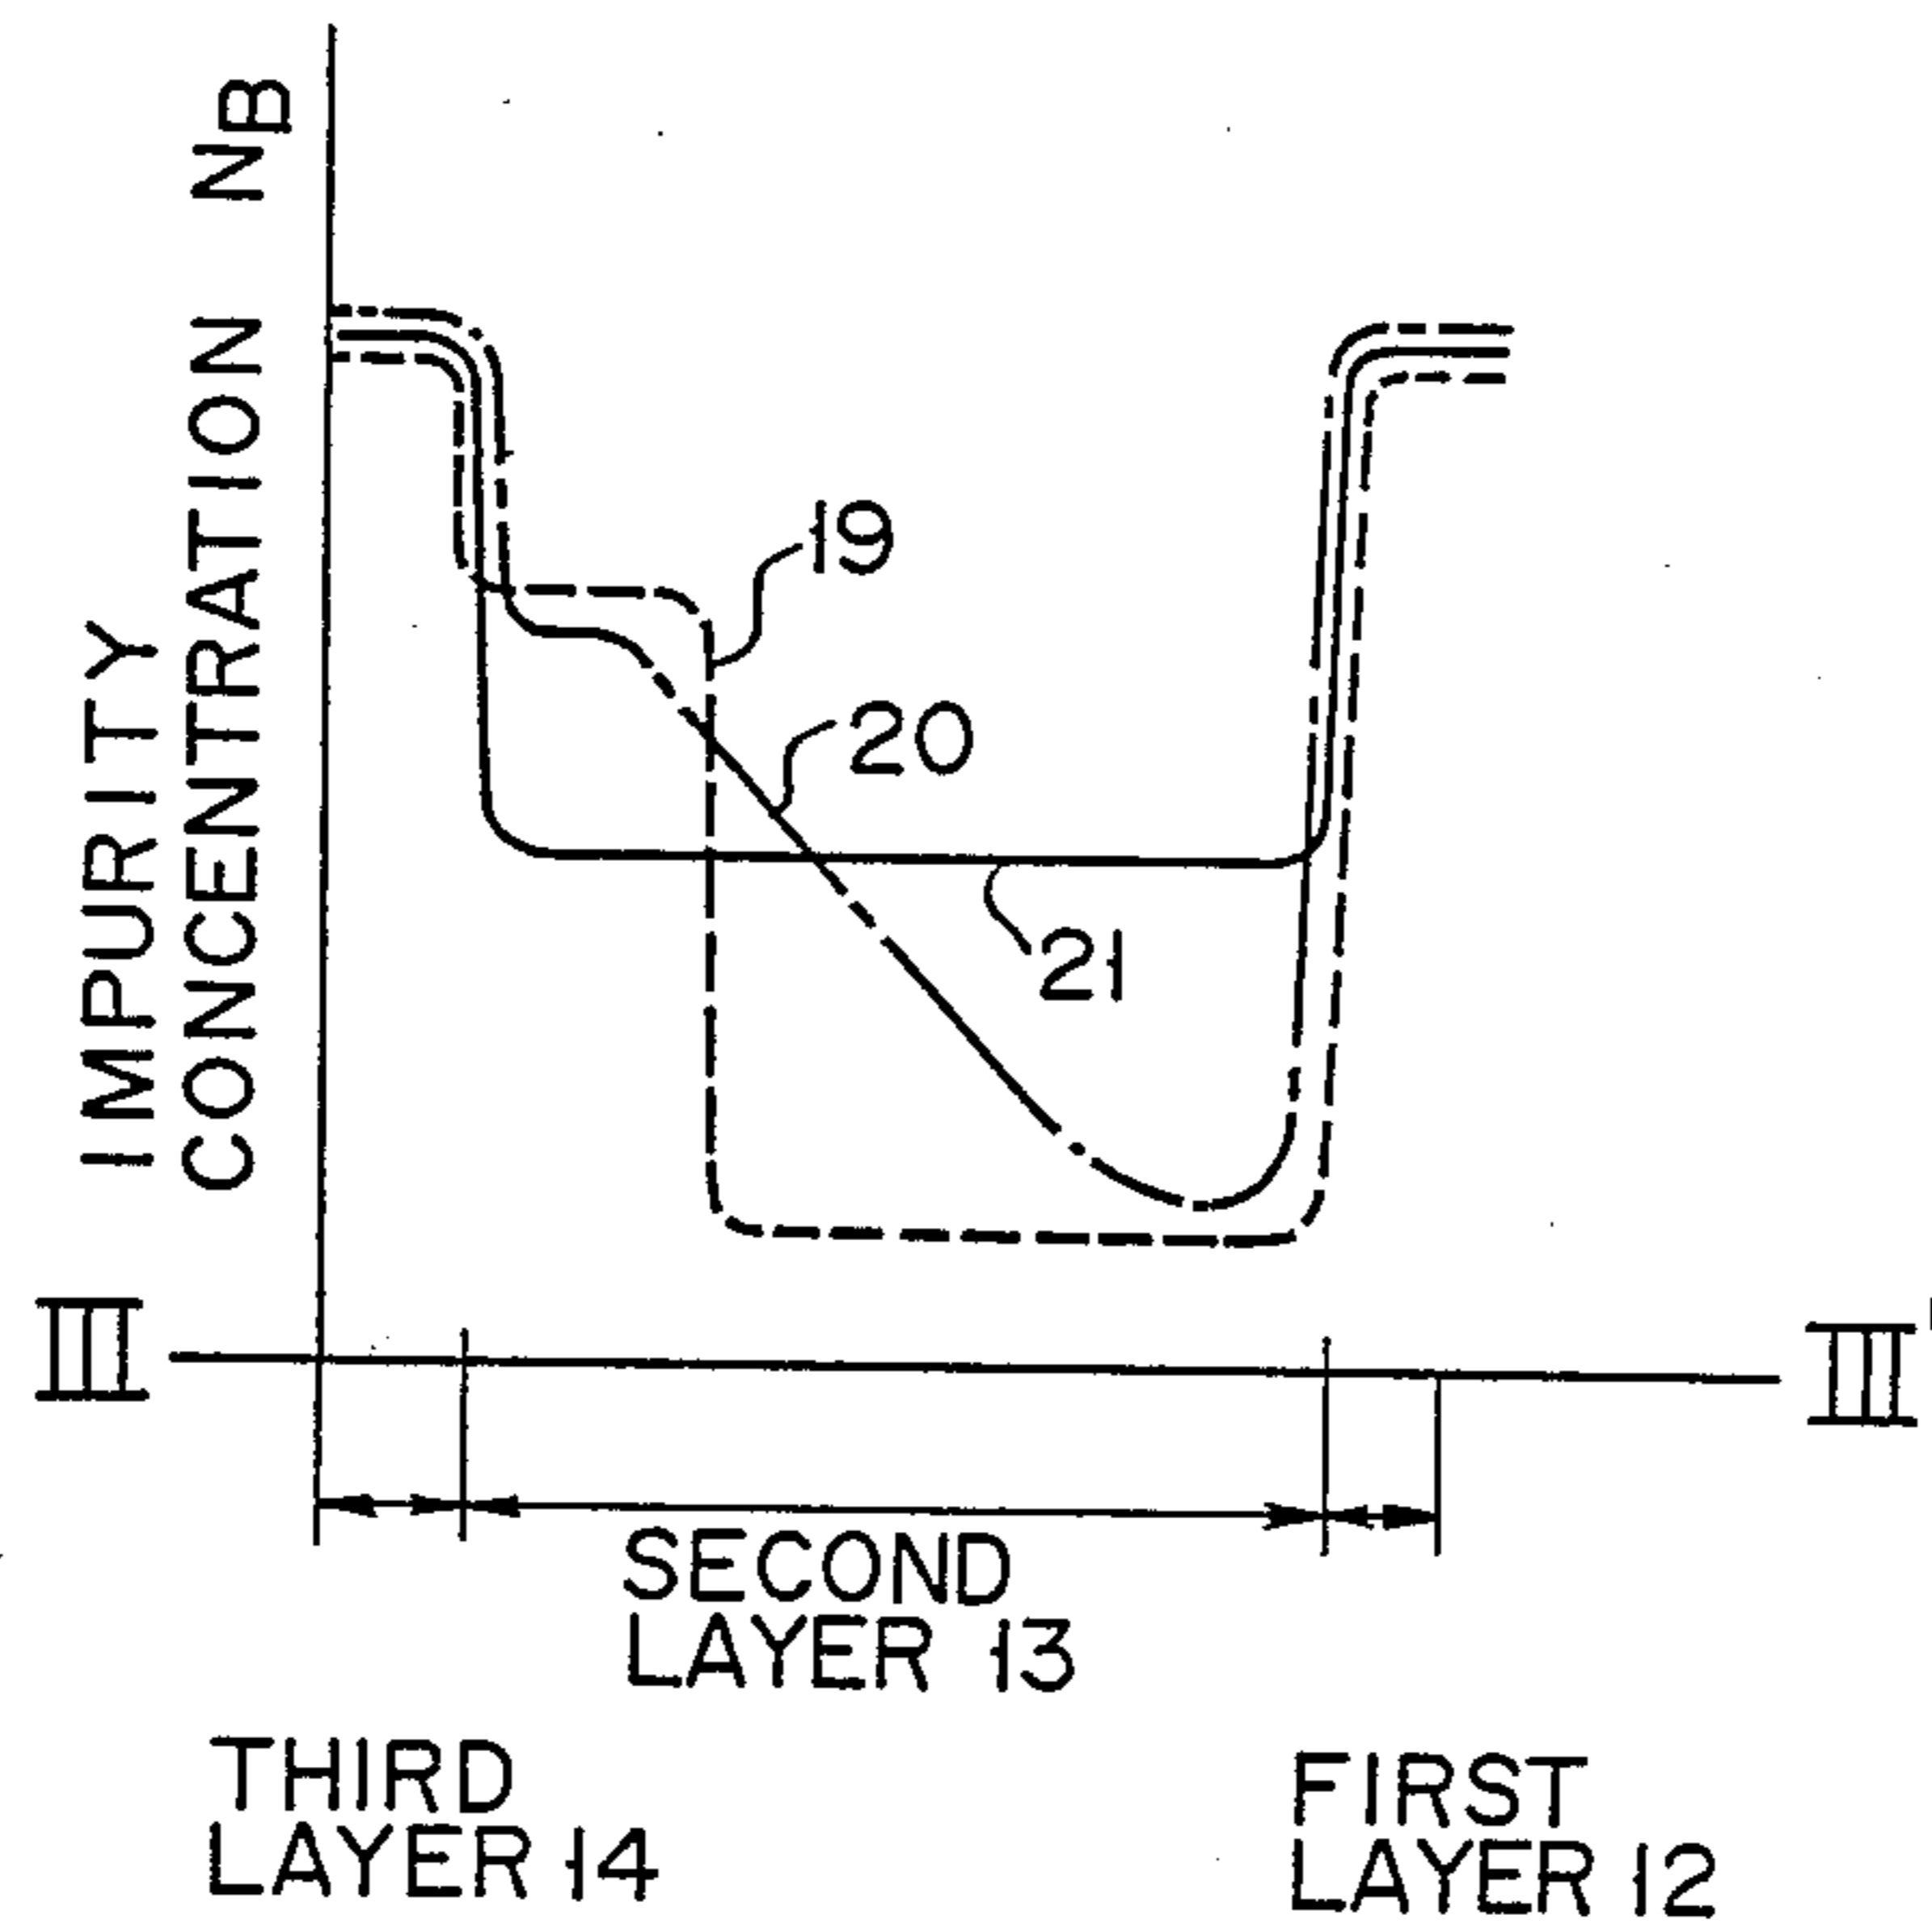 IMPURITY
CONCENTRATION NB
19
20
21
III
III'
SECOND
LAYER 13
THIRD
LAYER 14
FIRST
LAYER 12